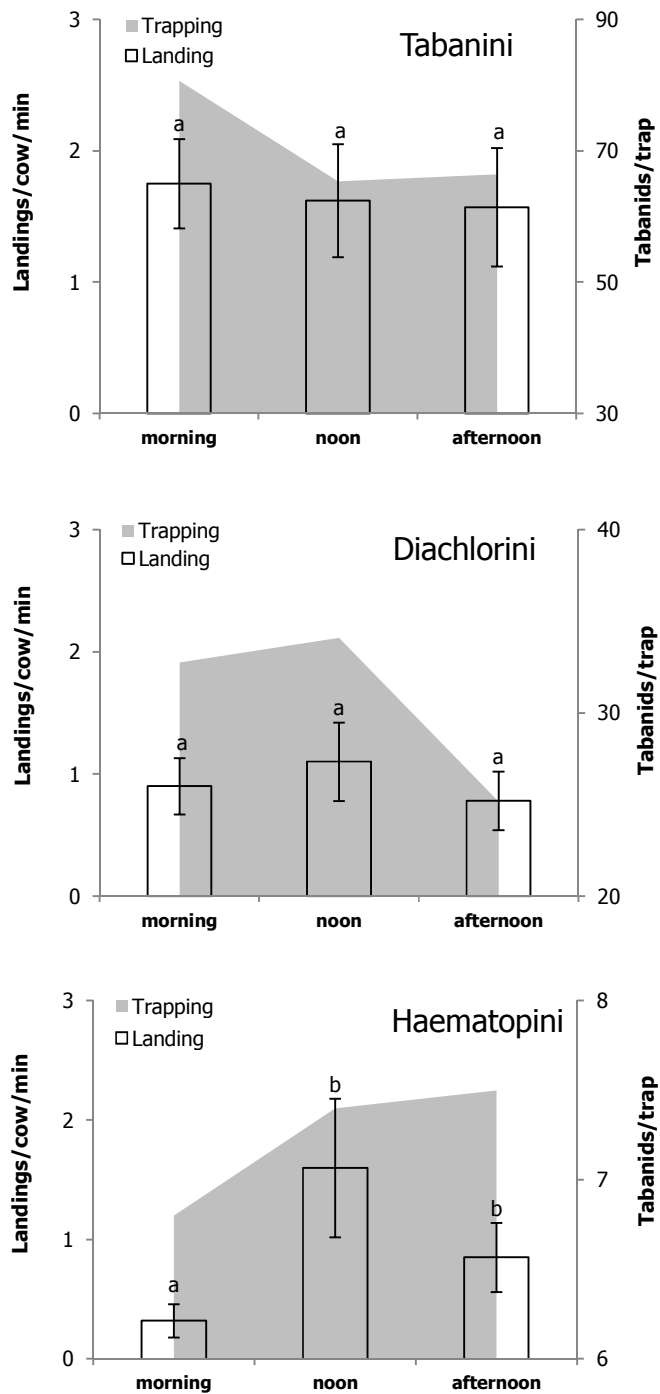 3 90
Trapping
Landing
Tabanini
a a a
2 70
1 50
0 30
Landings/cow/min
Tabanids/trap
morning noon afternoon
3 40
Trapping
Landing
Diachlorini
2
a a a
30
1
0 20
Landings/cow/min
Tabanids/trap
morning noon afternoon
3 8
Trapping
Landing
Haematopini
b
2
7
b
1
a
0 6
Landings/cow/min
Tabanids/trap
morning noon afternoon